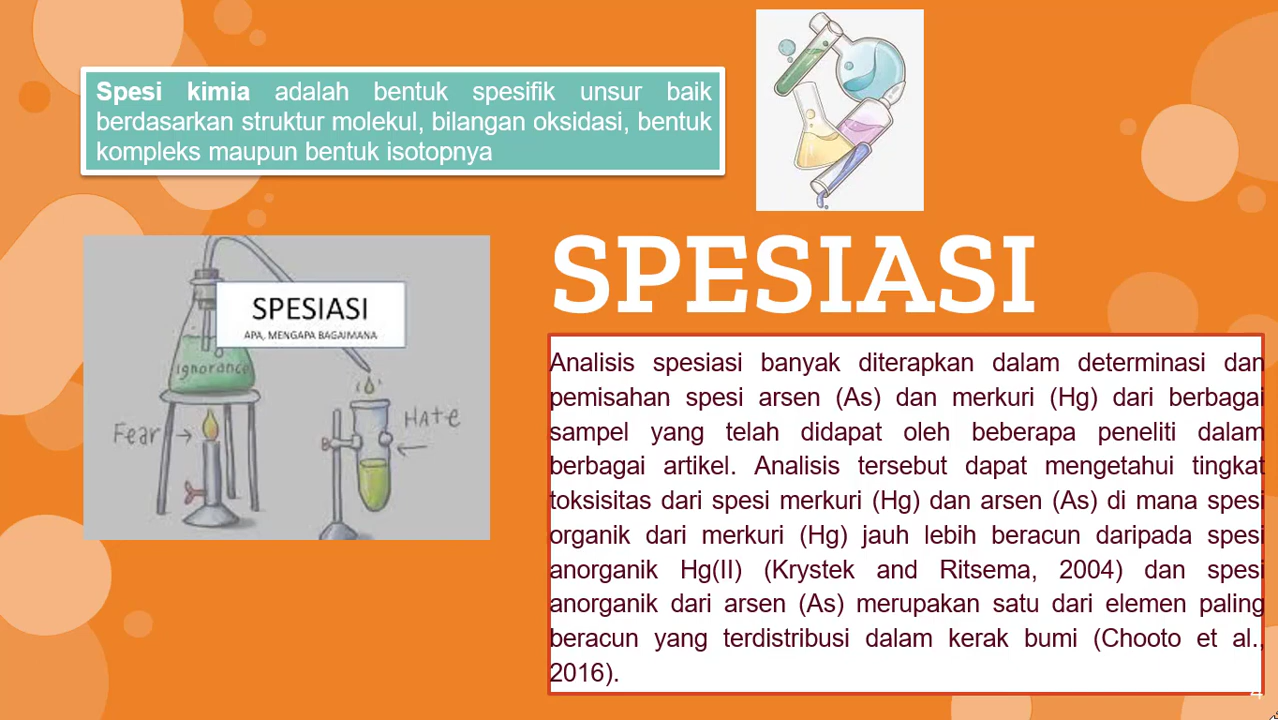 Spesi kimia adalah bentuk spesifik unsur baik
berdasarkan struktur molekul, bilangan oksidasi, bentuk
kompleks maupun bentuk isotopnya
SPESIASI
APA, MENGAPA BAGAIMANA
ignorance
Fear
HATe
SPESIASI
Analisis spesiasi banyak diterapkan dalam determinasi dan
pemisahan spesi arsen (As) dan merkuri (Hg) dari berbagai
sampel yang telah didapat oleh beberapa peneliti dalam
berbagai artikel. Analisis tersebut dapat mengetahui tingkat
toksisitas dari spesi merkuri (Hg) dan arsen (As) di mana spesi
organik dari merkuri (Hg) jauh lebih beracun daripada spesi
anorganik Hg(II) (Krystek and Ritsema, 2004) dan spesi
anorganik dari arsen (As) merupakan satu dari elemen paling
beracun yang terdistribusi dalam kerak bumi (Chooto et al.,
2016).
4